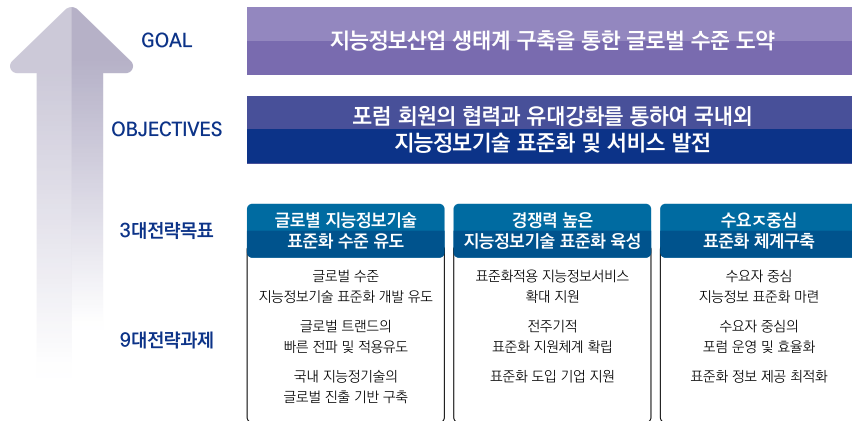 GOAL
지능정보산업 생태계 구축을 통한 글로벌 수준 도약
OBJECTIVES
포럼 회원의 협력과 유대강화를 통하여 국내외
지능정보기술 표준화 및 서비스 발전
3대전략목표
글로벌 지능정보기술
표준화 수준 유도
경쟁력 높은
지능정보기술 표준화 육성
수요ㅈ중심
표준화 체계구축
9대전략과제
글로벌 수준
지능정보기술 표준화 개발 유도
글로벌 트랜드의
빠른 전파 및 적용유도
국내 지능정기술의
글로벌 진출 기반 구축
표준화적용 지능정보서비스
확대 지원
전주기적
표준화 지원체계 확립
표준화 도입 기업 지원
수요자 중심
지능정보 표준화 마련
수요자 중심의
포럼 운영 및 효율화
표준화 정보 제공 최적화